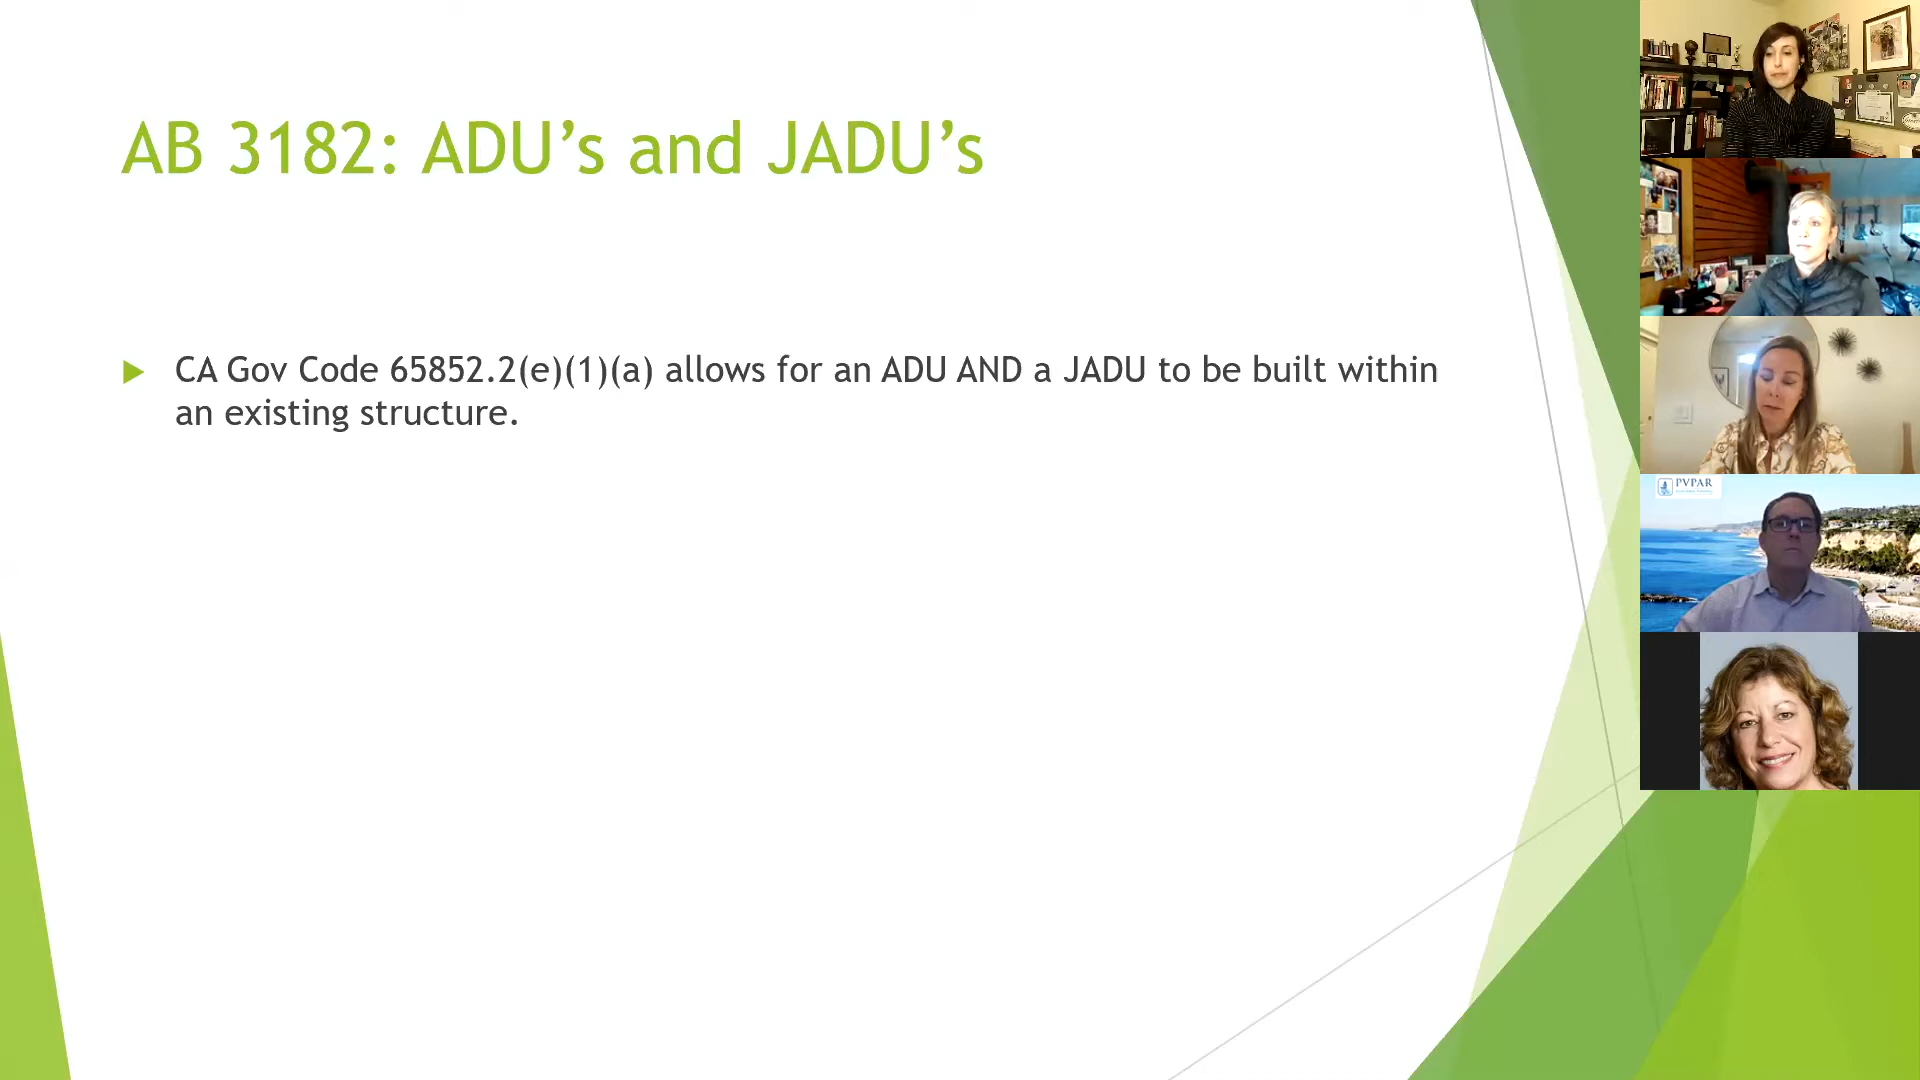 AB 3182: ADU’s and JADU’s
CA Gov Code 65852.2(e)(1)(a) allows for an ADU AND a JADU to be built within
an existing structure.
PVPAR